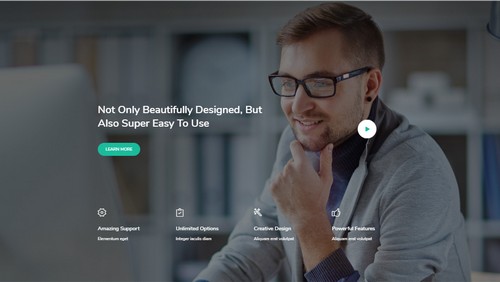 Not Only Beautifully Designed, But
Also Super Easy To Use
LEARN MORE
Amazing Support
Elementum eget
Unlimited Options
Integer iaculis diam
Creative Design
Aliquam erat volutpat
Powerful Features
Aliquam erat volutpat